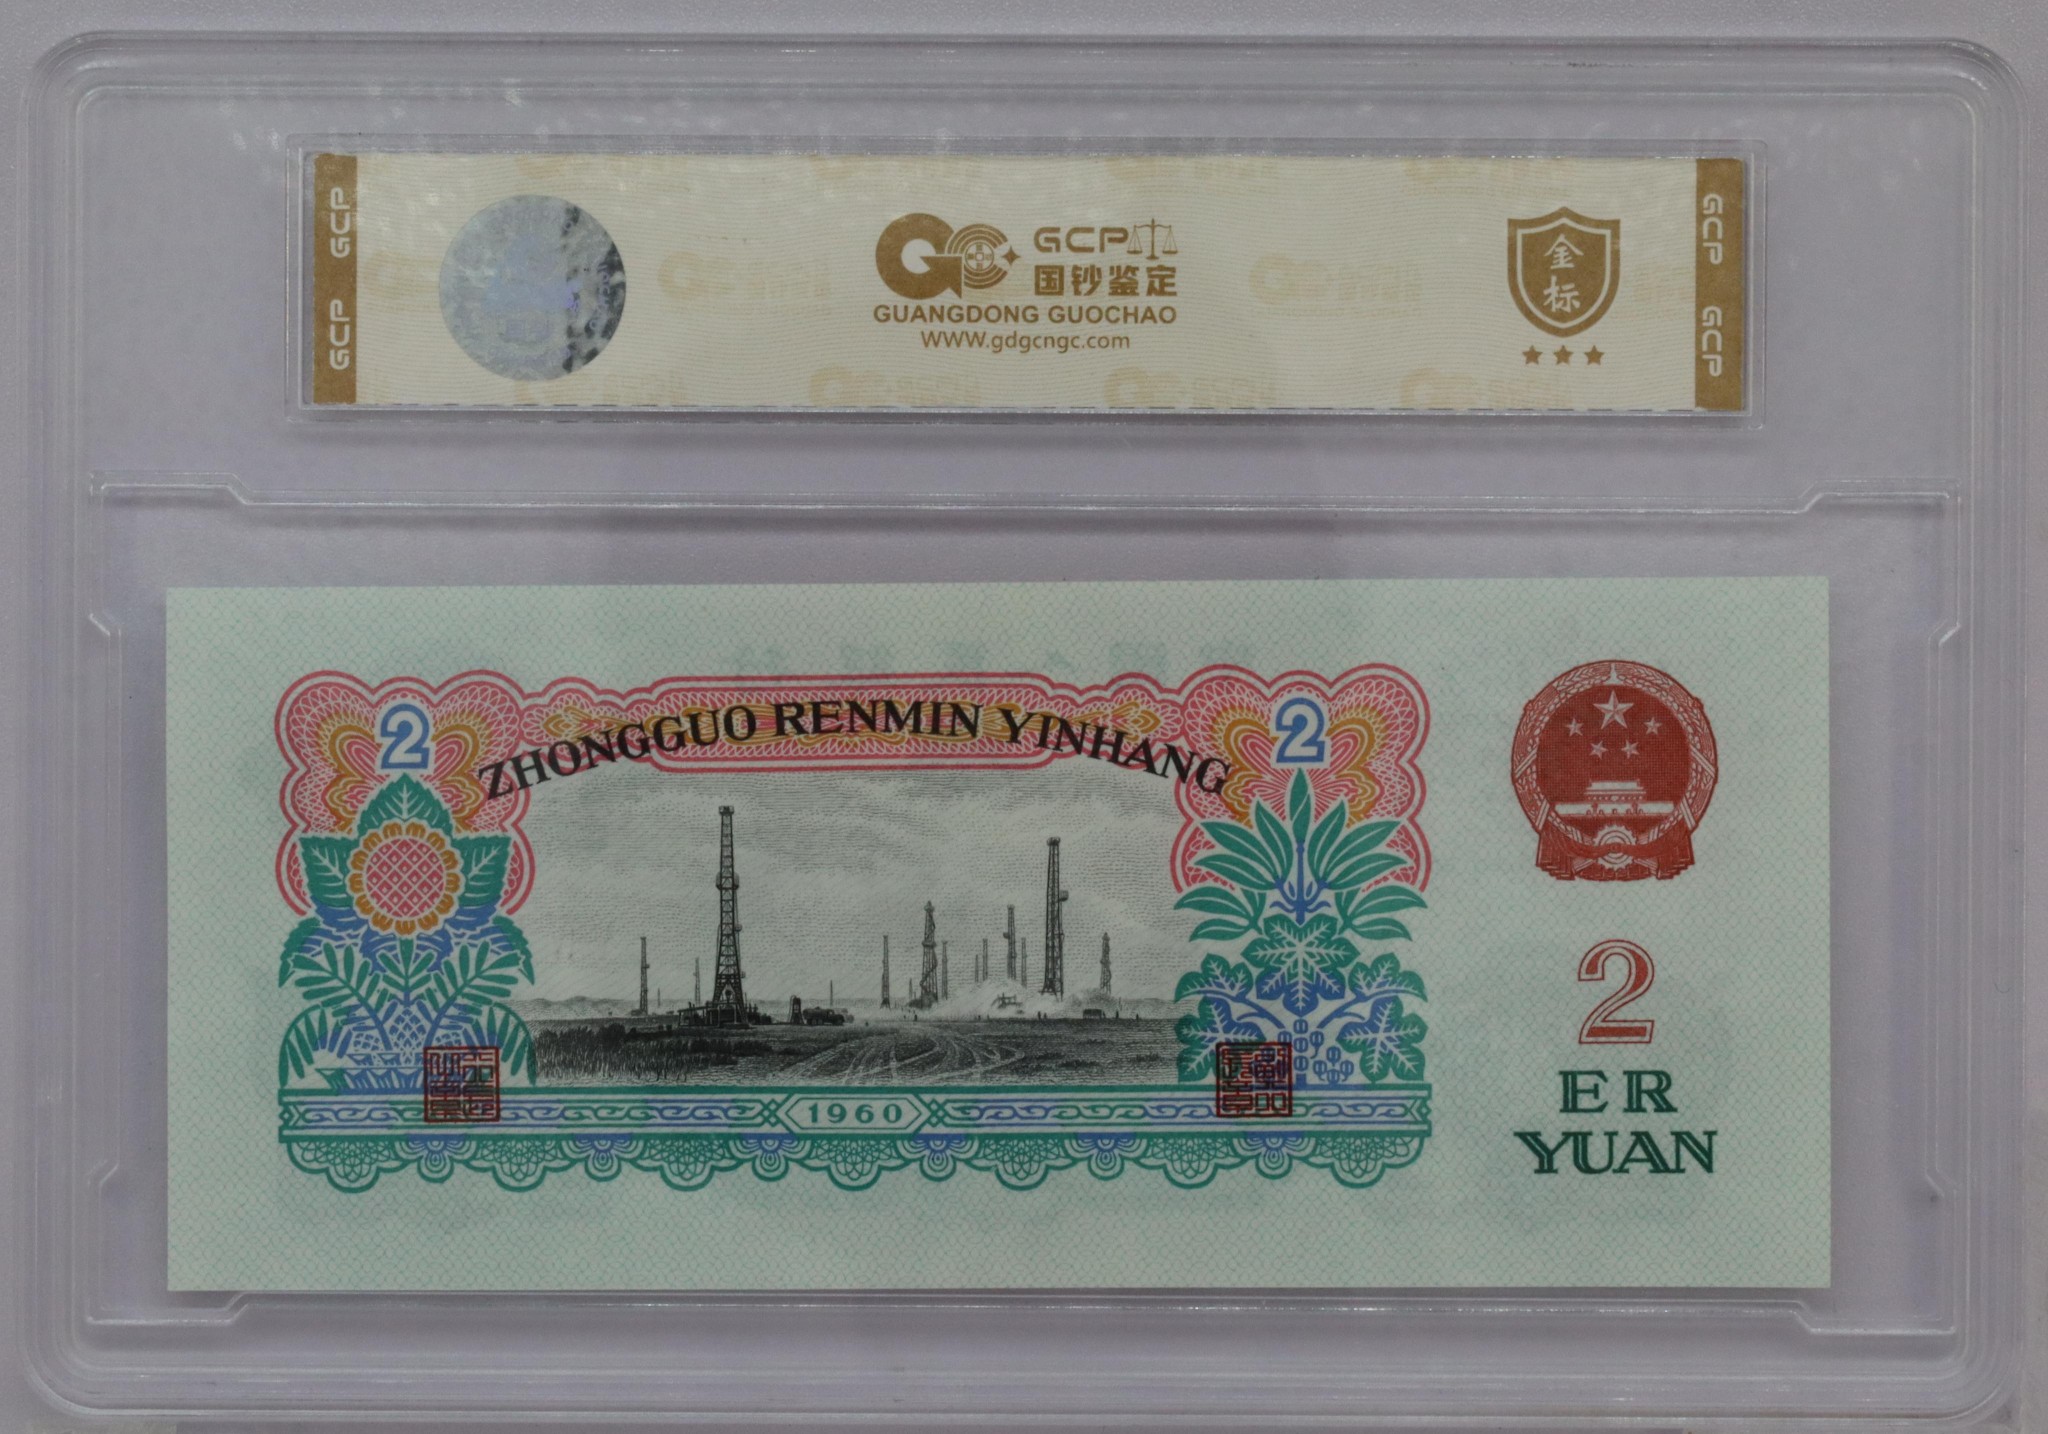 GCP GCP
GCP
国钞鉴定
GUANGDONG GUOCHAO
WWW.gdgcngc.com
金标
GCP GCP
2 2
ZHONGGUO RENMIN YINHANG
1960
2
ER
YUAN